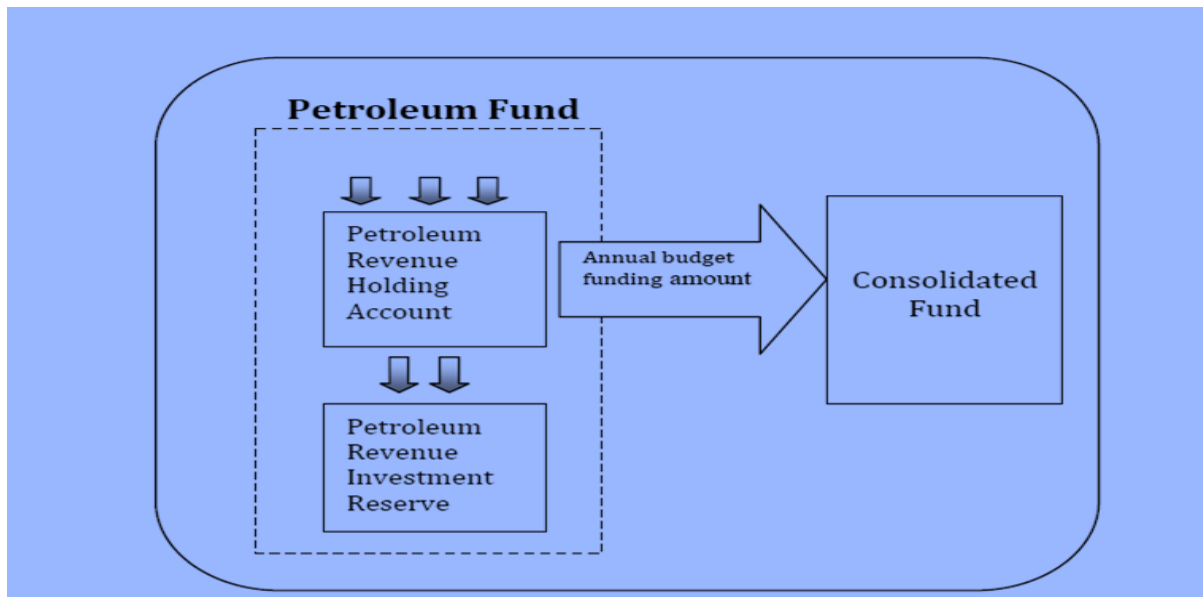 Petroleum Fund
Petroleum
Revenue
Holding
Account
Annual budget
funding amount
Consolidated
Fund
Petroleum
Revenue
Investment
Reserve